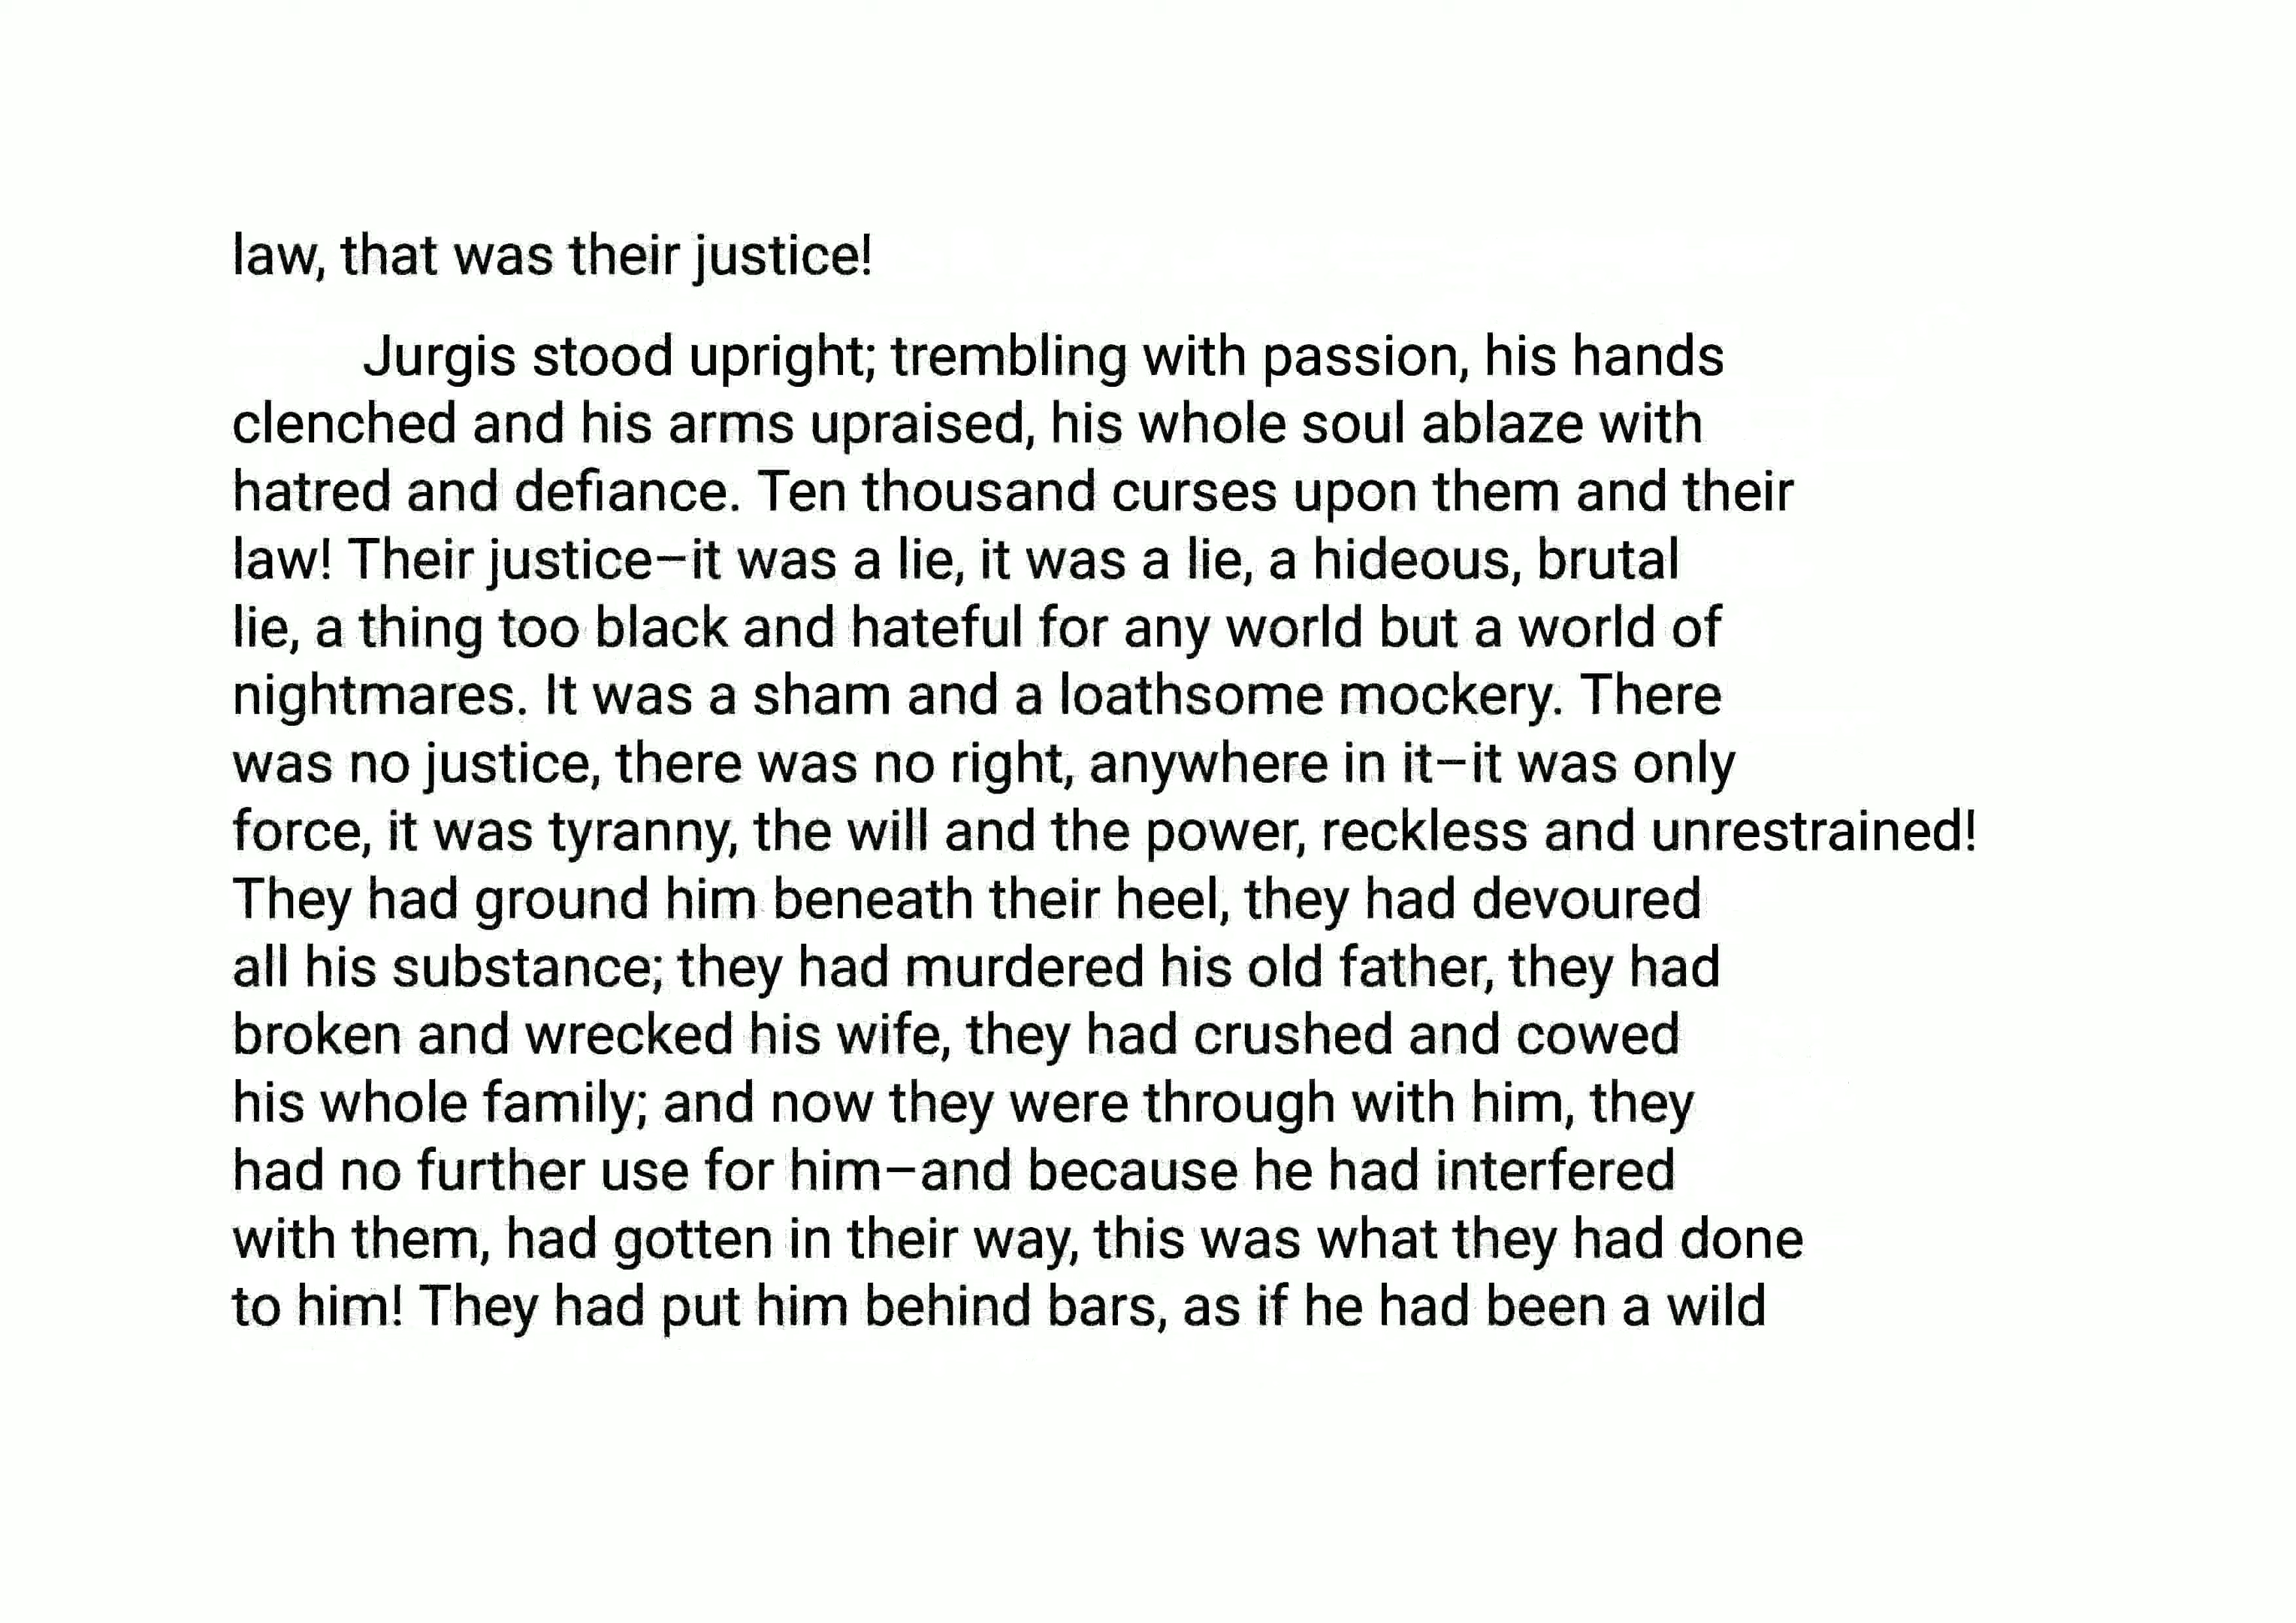 law, that was their justice!
Jurgis stood upright; trembling with passion, his hands
clenched and his arms upraised, his whole soul ablaze with
hatred and defiance. Ten thousand curses upon them and their
law! Their justice–it was a lie, it was a lie, a hideous, brutal
lie, a thing too black and hateful for any world but a world of
nightmares. It was a sham and a loathsome mockery. There
was no justice, there was no right, anywhere in it–it was only
force, it was tyranny, the will and the power, reckless and unrestrained!
They had ground him beneath their heel, they had devoured
all his substance; they had murdered his old father, they had
broken and wrecked his wife, they had crushed and cowed
his whole family; and now they were through with him, they
had no further use for him–and because he had interfered
with them, had gotten in their way, this was what they had done
to him! They had put him behind bars, as if he had been a wild